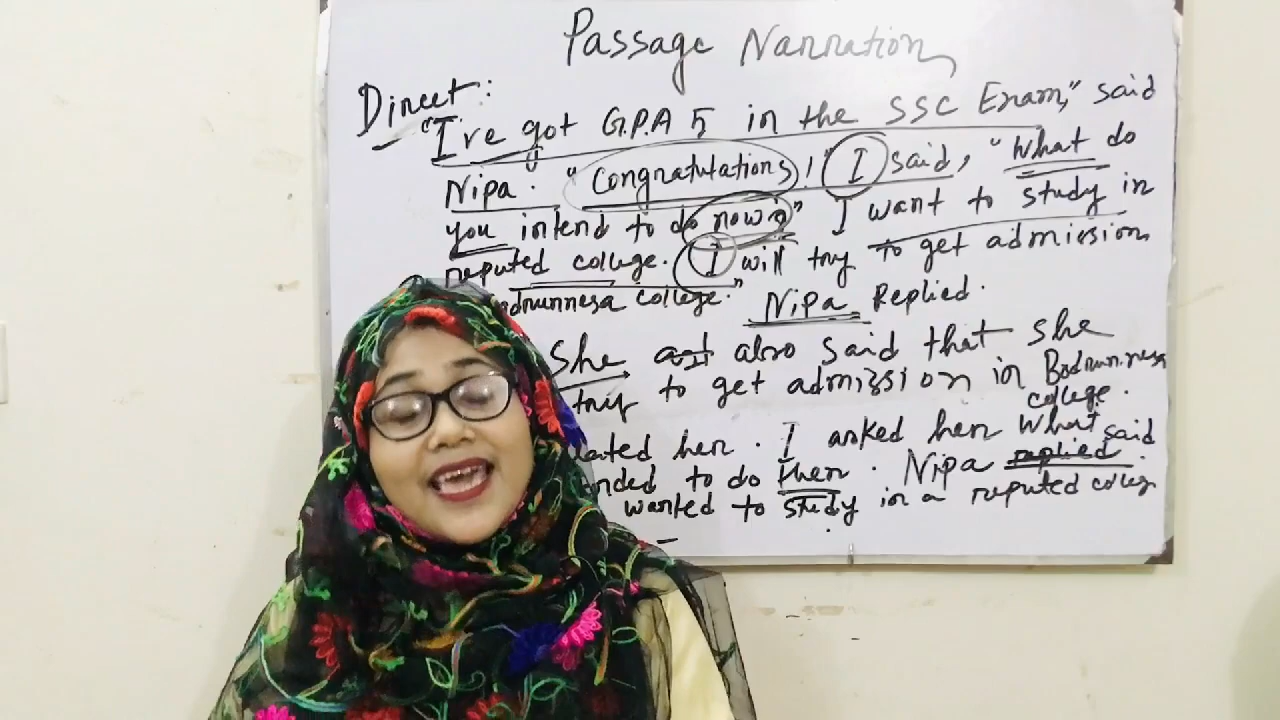 Passage Narration
Direct:
"I've got G.P.A 5 in the SSC Exam," said
Nipa. "Congratulations!" I said, "What do
you intend to do now?" I want to study in
a reputed college. I will try to get admission
college." Nipa Replied.
She also said that she
try to get admission in Badrunnesa
college.
her. I asked her What
to do then. Nipa replied said
wanted to study in a reputed colleg